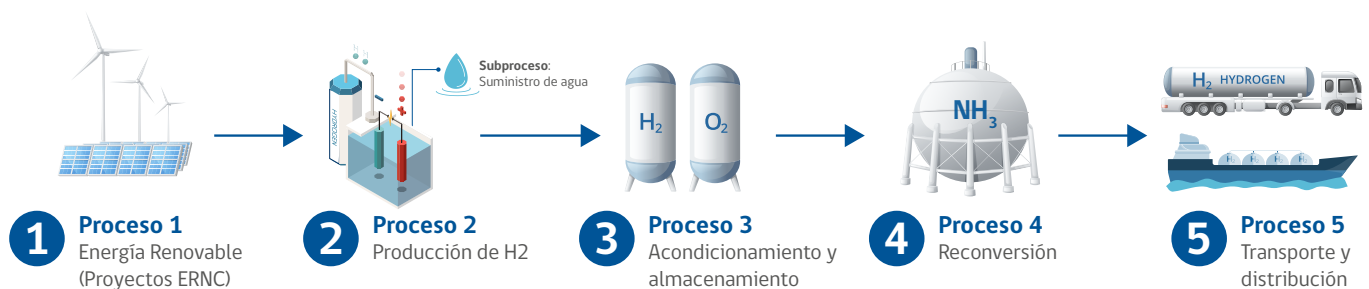 Subproceso:
Suministro de agua
HYDROGEN
H₂
O₂
NH₃
H₂ HYDROGEN
1
Proceso 1
Energía Renovable
(Proyectos ERNC)
2
Proceso 2
Producción de H2
3
Proceso 3
Acondicionamiento y
almacenamiento
4
Proceso 4
Reconversión
5
Proceso 5
Transporte y
distribución